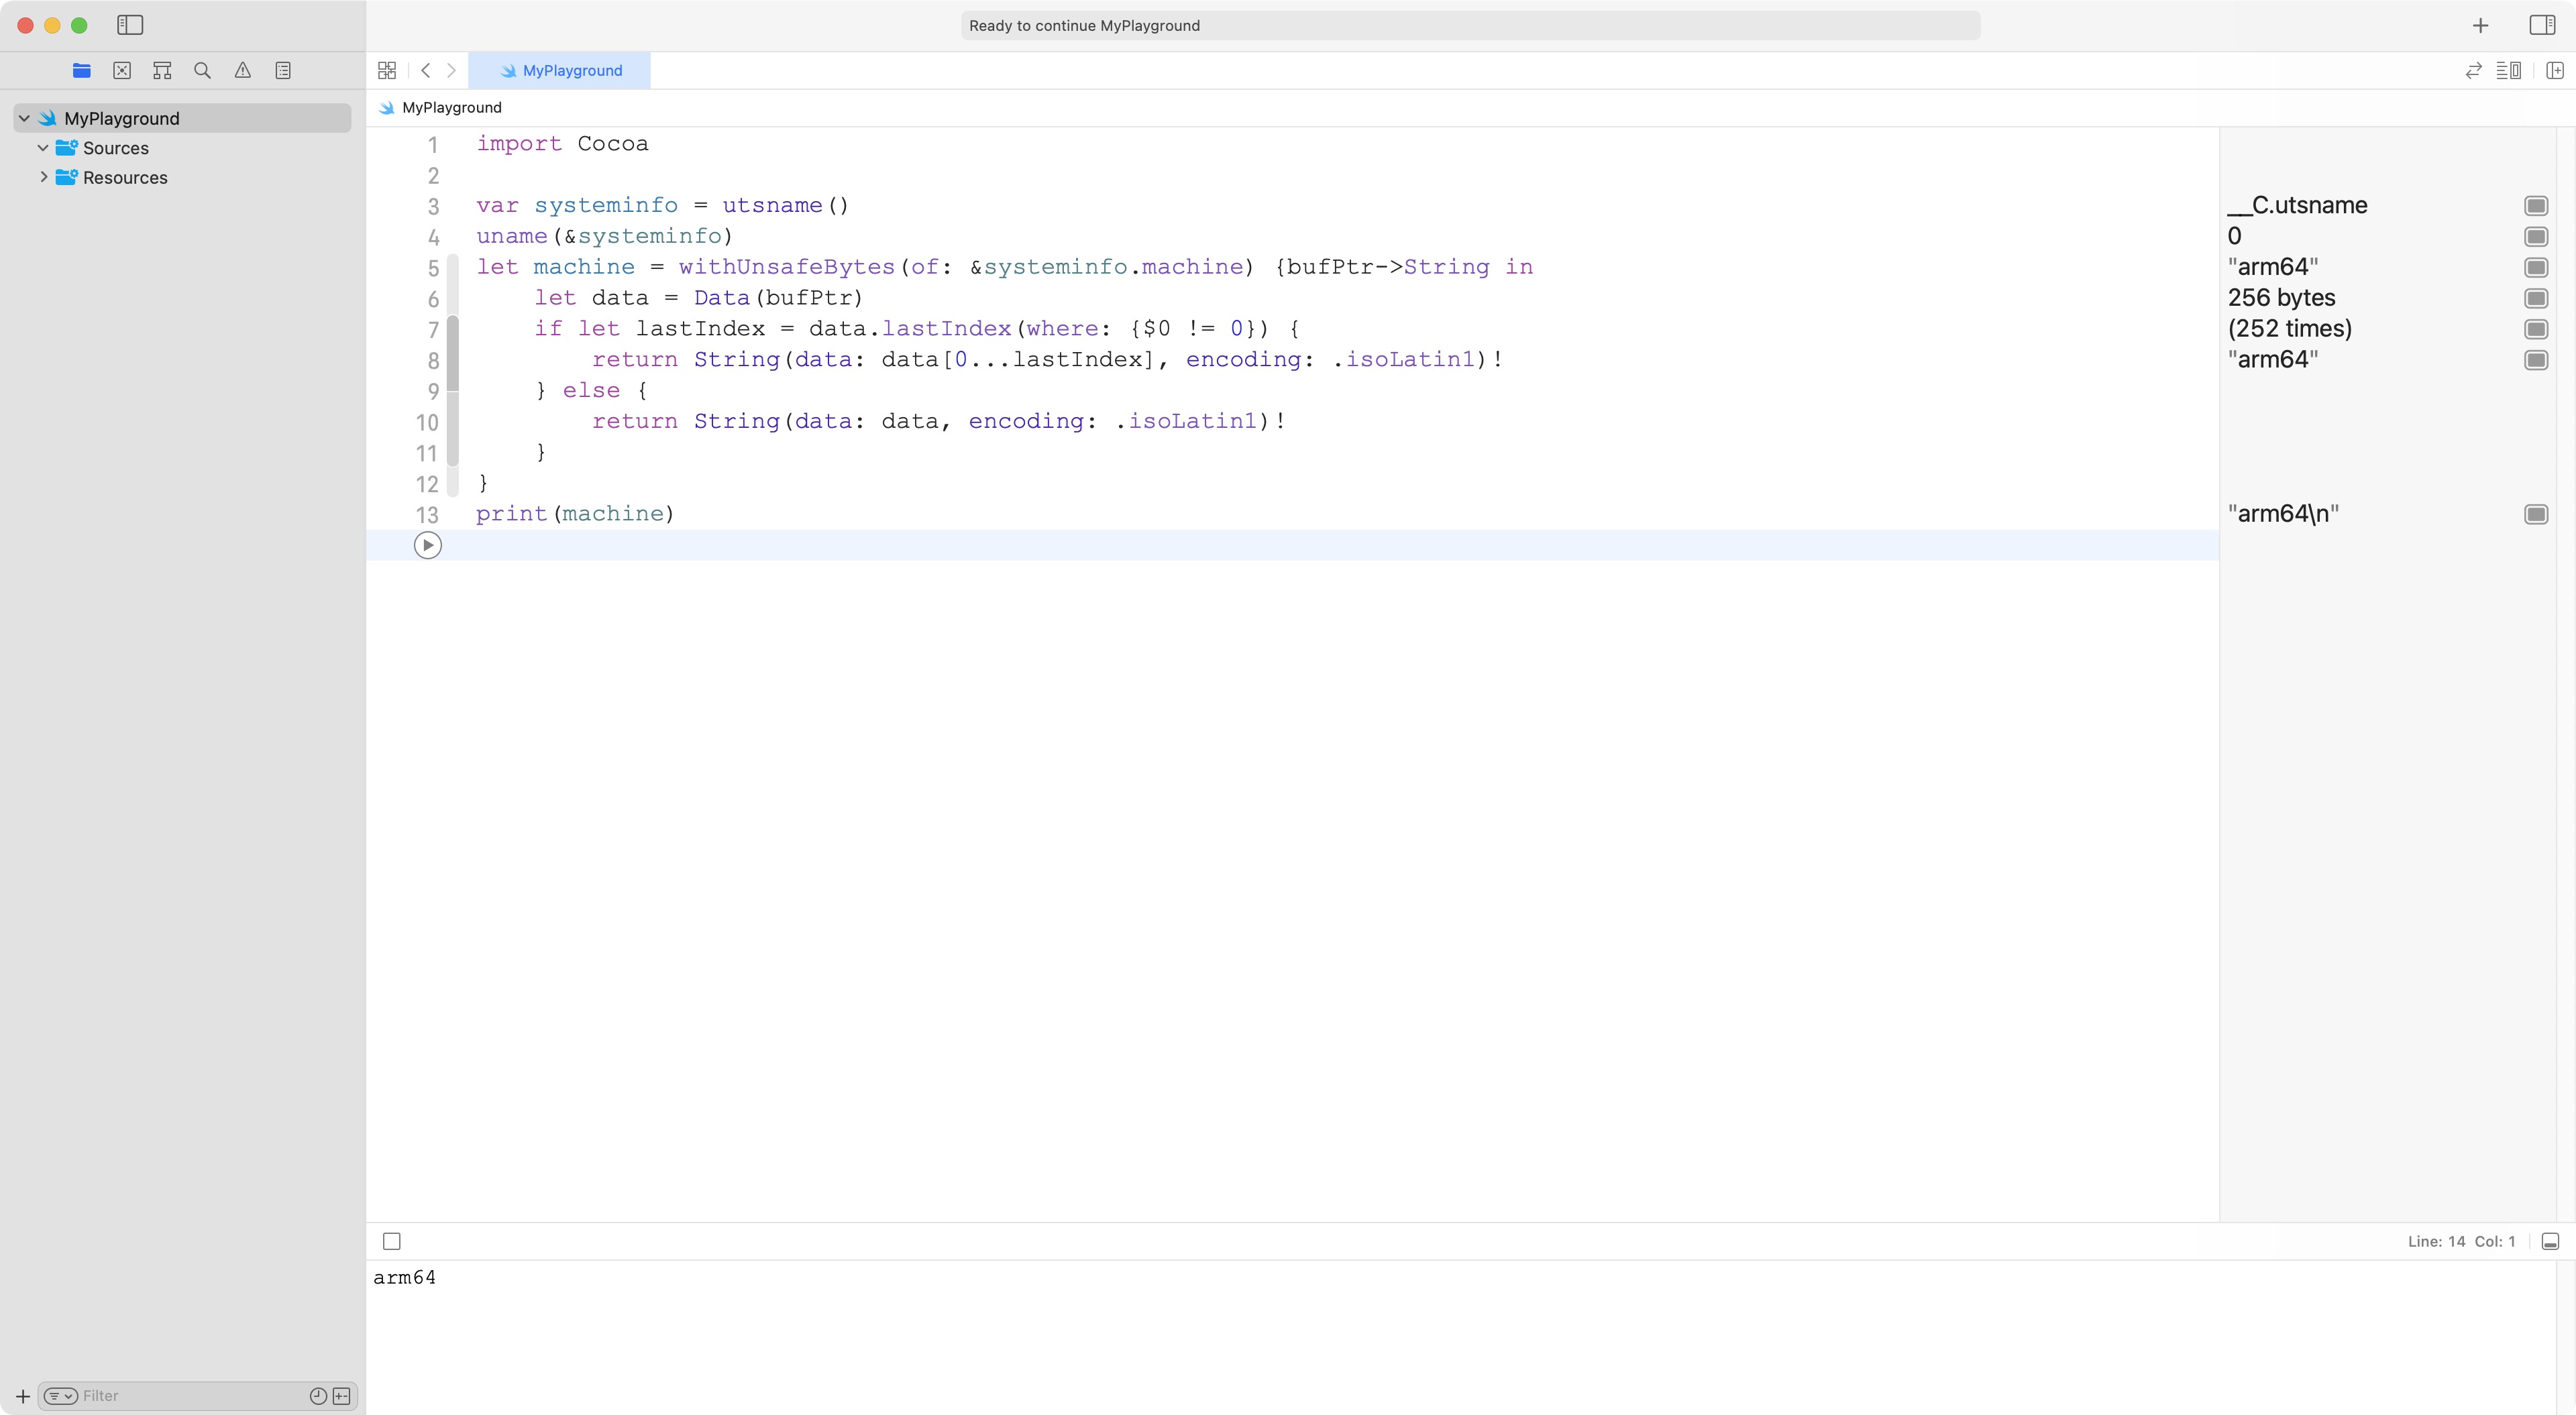 Ready to continue MyPlayground
MyPlayground
MyPlayground
MyPlayground
Sources
Resources
1 import Cocoa
2
3 var systeminfo = utsname()
4 uname(&systeminfo)
5 let machine = withUnsafeBytes(of: &systeminfo.machine) {bufPtr->String in
6     let data = Data(bufPtr)
7     if let lastIndex = data.lastIndex(where: {$0 != 0}) {
8         return String(data: data[0...lastIndex], encoding: .isoLatin1)!
9     } else {
10         return String(data: data, encoding: .isoLatin1)!
11     }
12 }
13 print(machine)
__C.utsname
0
"arm64"
256 bytes
(252 times)
"arm64"
"arm64\n"
Line: 14 Col: 1
arm64
Filter